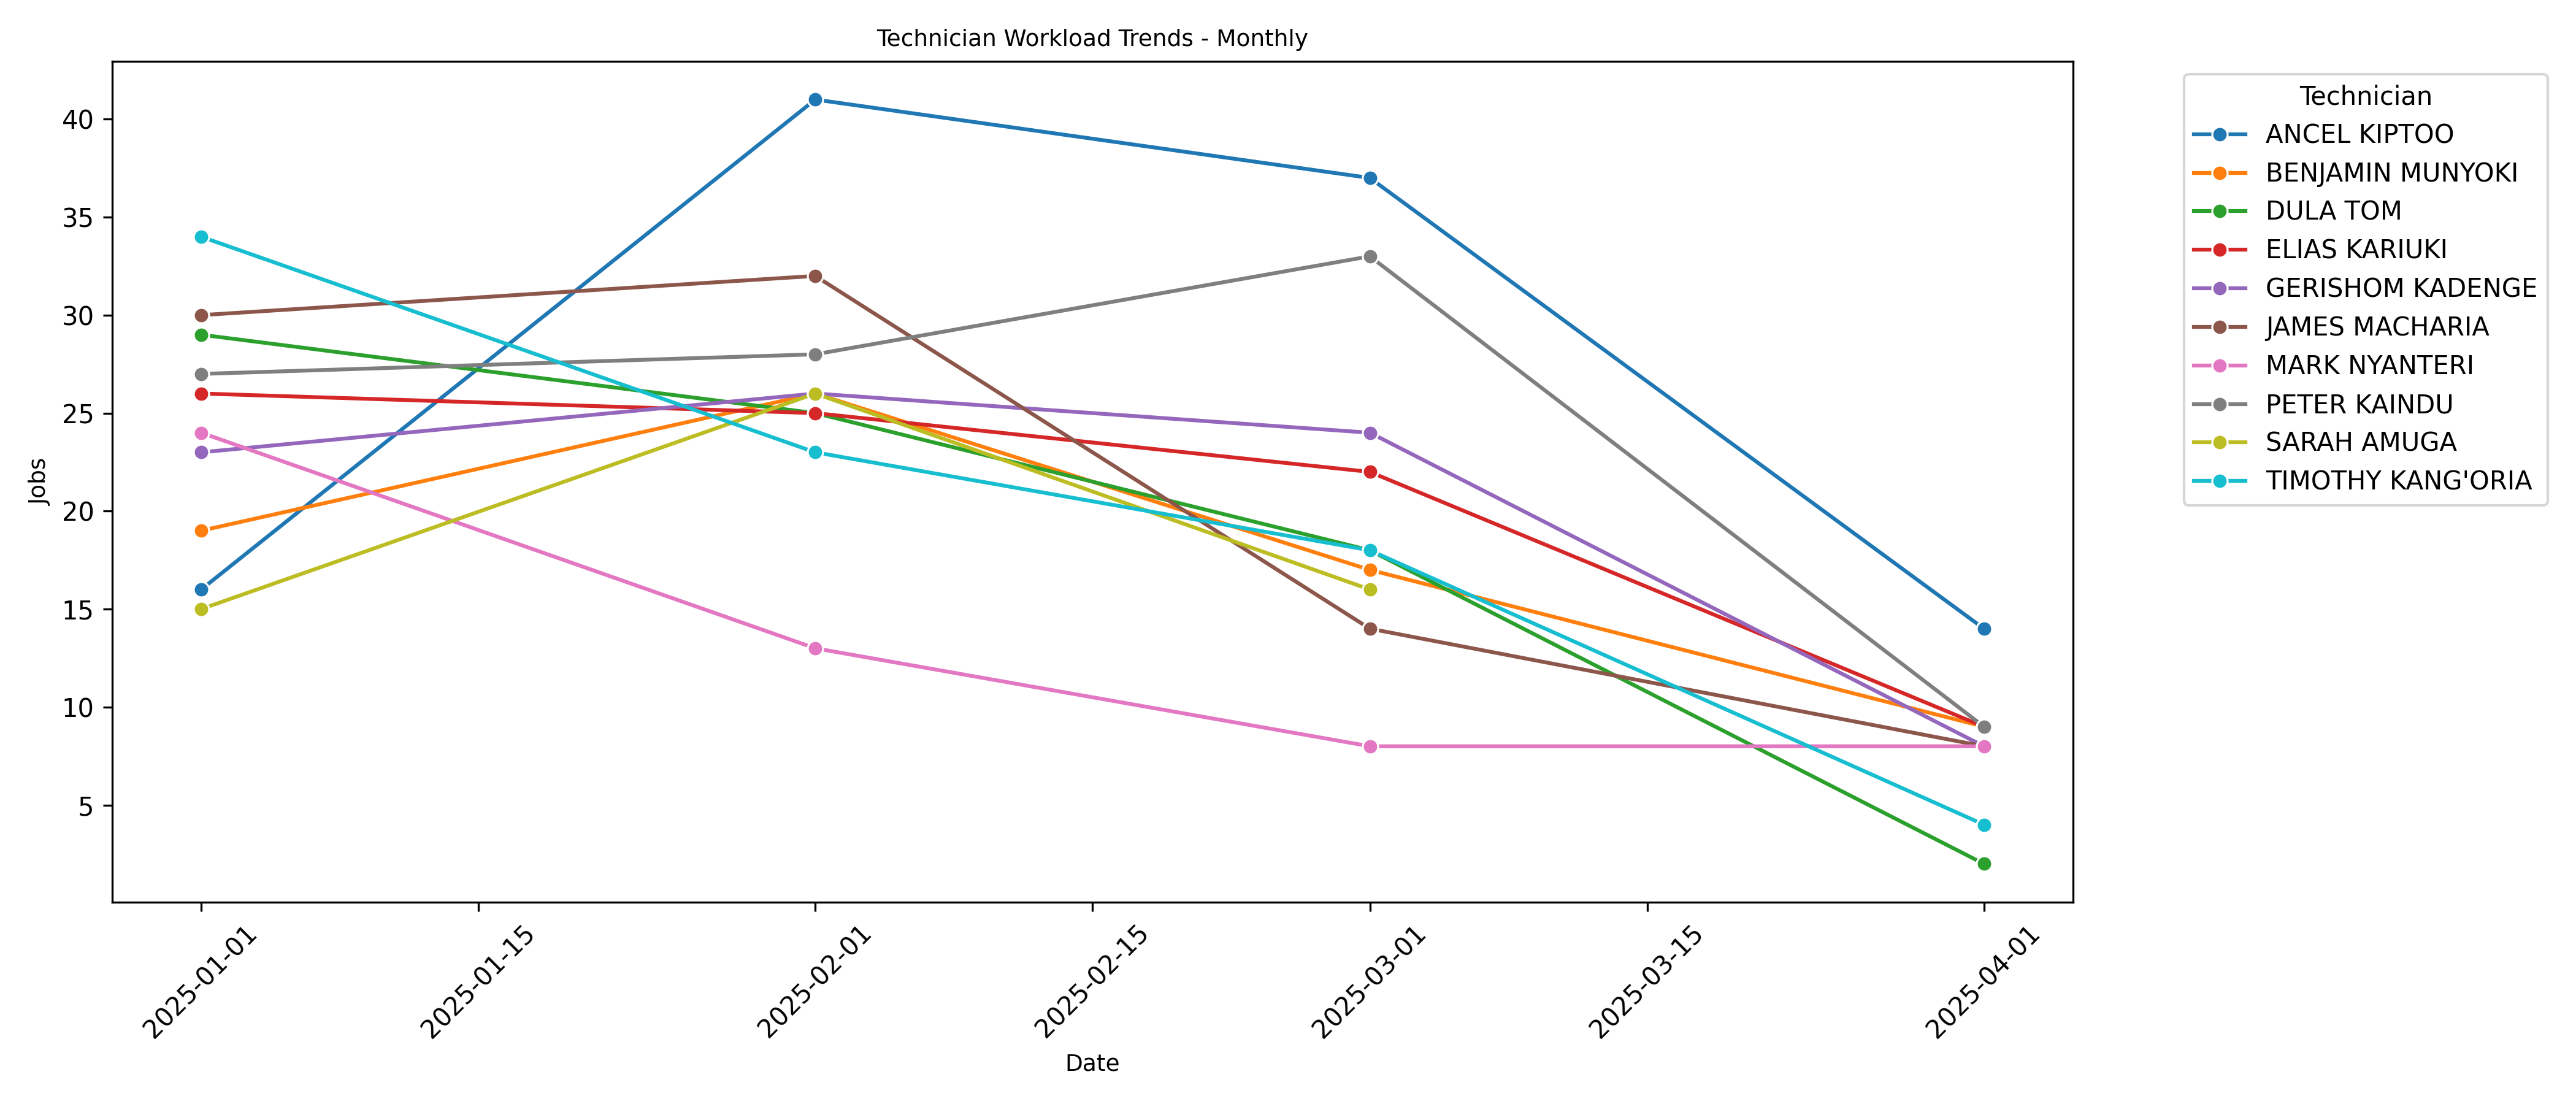 Technician Workload Trends - Monthly
Jobs
40
35
30
25
20
15
10
5
2025-01-01
2025-01-15
2025-02-01
2025-02-15
2025-03-01
2025-03-15
2025-04-01
Date
Technician
ANCEL KIPTOO
BENJAMIN MUNYOKI
DULA TOM
ELIAS KARIUKI
GERISHOM KADENGE
JAMES MACHARIA
MARK NYANTERI
PETER KAINDU
SARAH AMUGA
TIMOTHY KANG'ORIA